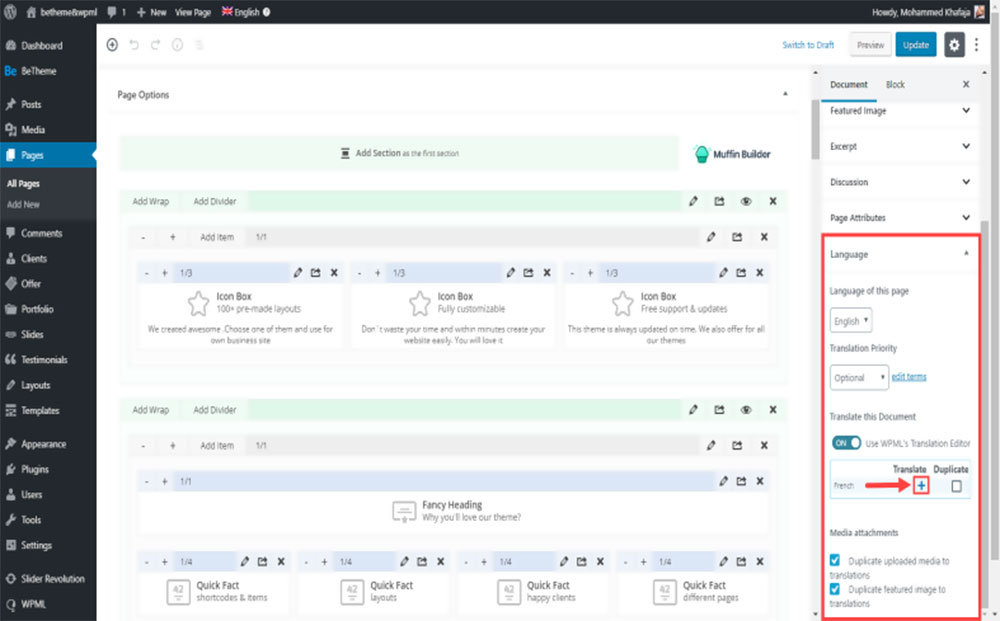 betheme&wpml 1 New View Page English
Howdy, Mohammed Khafaja
Dashboard
BeTheme
Posts
Media
Pages
All Pages
Add New
Comments
Clients
Offer
Portfolio
Slides
Testimonials
Layouts
Templates
Appearance
Plugins
Users
Tools
Settings
Slider Revolution
WPML
Switch to Draft Preview Update
Page Options
Add Section as the first section
Muffin Builder
Add Wrap Add Divider
- + Add Item 1/1
- + 1/3 - + 1/3 - + 1/3
Icon Box
100+ pre-made layouts
We created awesome .Choose one of them and use for
own business site
Icon Box
Fully customizable
Don`t waste your time and within minutes create your
website easily. You will love it
Icon Box
Free support & updates
This theme is always updated on time. We also offer for all
our themes
Add Wrap Add Divider
- + Add Item 1/1
- + 1/1
Fancy Heading
Why you'll love our theme?
- + 1/4 - + 1/4 - + 1/4 - + 1/4
42 Quick Fact
shortcodes & items
42 Quick Fact
layouts
42 Quick Fact
happy clients
42 Quick Fact
different pages
Document Block
Featured Image
Excerpt
Discussion
Page Attributes
Language
Language of this page
English
Translation Priority
Optional edit terms
Translate this Document
ON Use WPML's Translation Editor
Translate Duplicate
French +
Media attachments
Duplicate uploaded media to
translations
Duplicate featured image to
translations